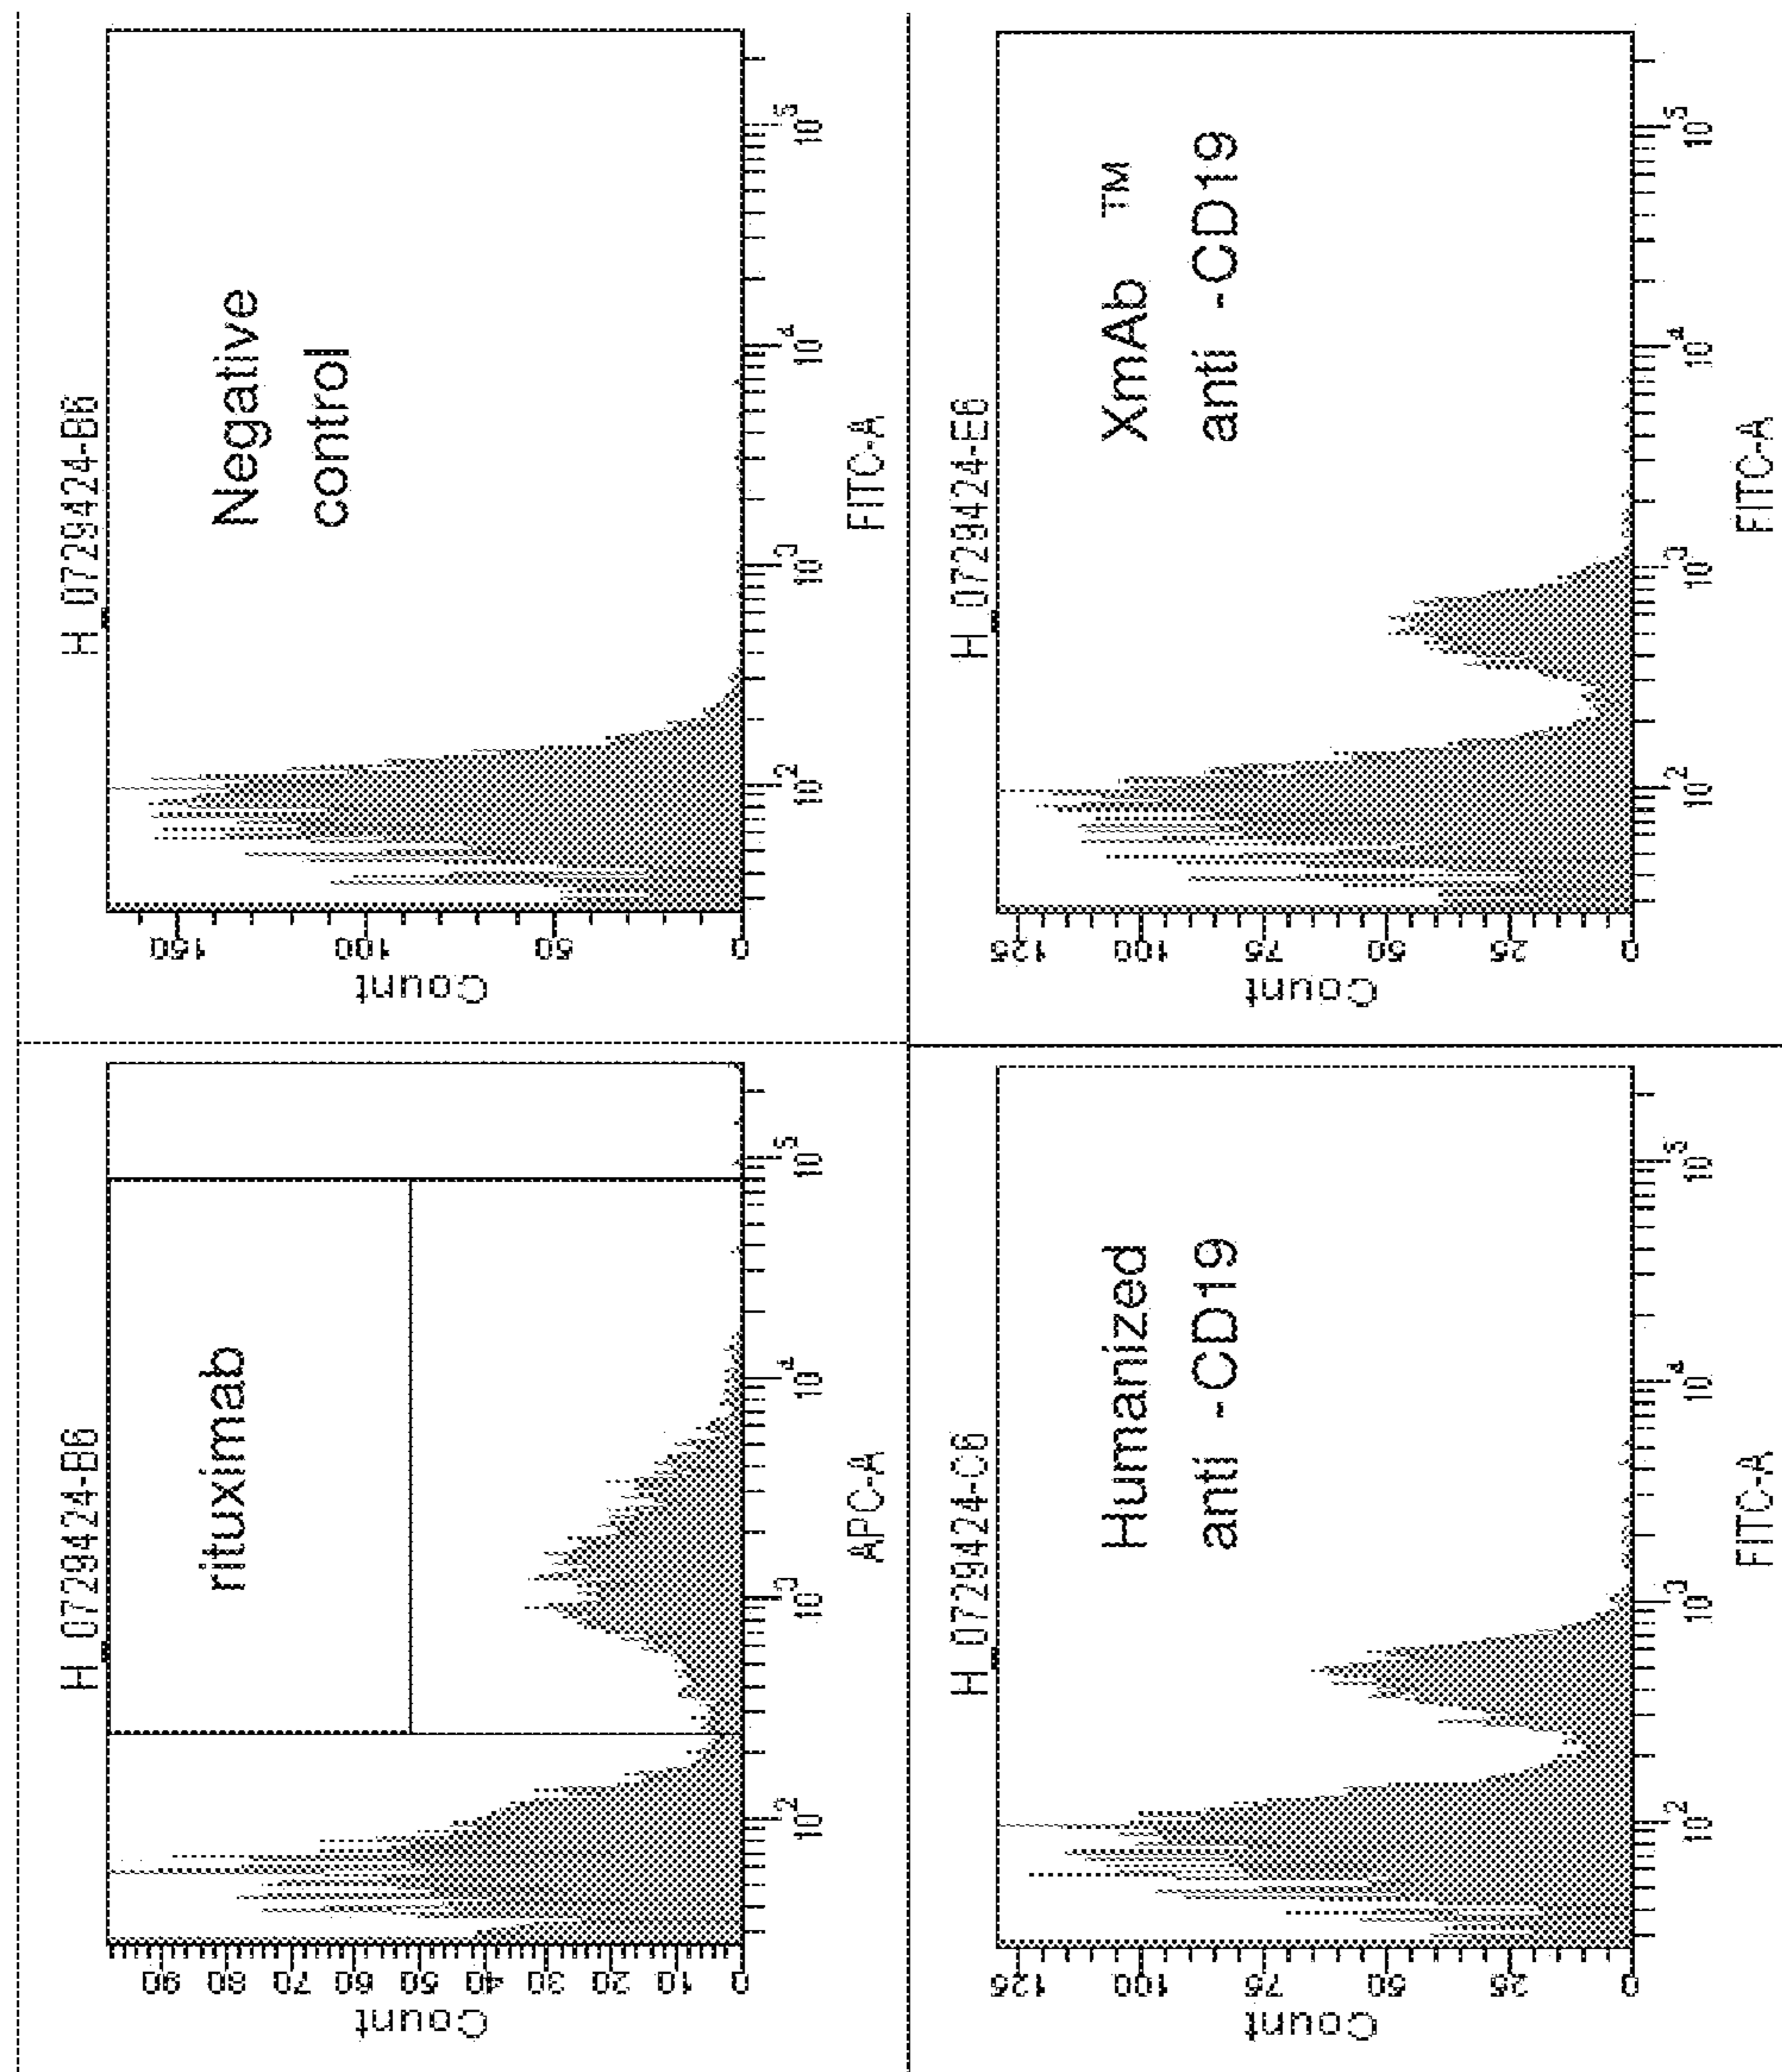 H_0729424-B6
rituximab
Count
90
80
70
60
50
40
30
20
10
0
10^2
10^3
10^4
10^5
APC-A
H_0729424-B6
Negative
control
Count
150
100
50
0
10^2
10^3
10^4
10^5
FITC-A
H_0729424-C6
Humanized
anti -CD19
Count
125
100
75
50
25
0
10^2
10^3
10^4
10^5
FITC-A
H_0729424-E6
XmAb ™
anti -CD19
Count
125
100
75
50
25
0
10^2
10^3
10^4
10^5
FITC-A